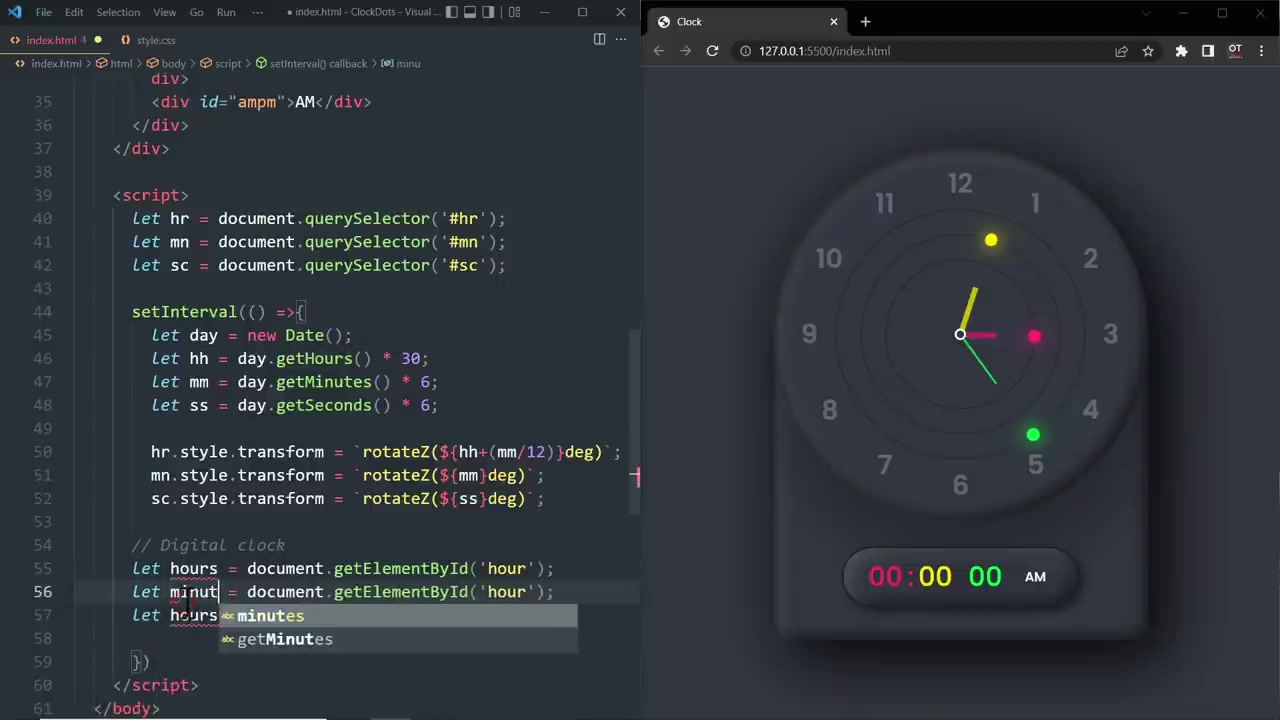 File Edit Selection View Go Run ··· ● index.html - ClockDots - Visual ...
index.html 4 ● style.css
index.html > html > body > script > setInterval() callback > minu
div>
35 <div id="ampm">AM</div>
36 </div>
37 </div>
38
39 <script>
40 let hr = document.querySelector('#hr');
41 let mn = document.querySelector('#mn');
42 let sc = document.querySelector('#sc');
43
44 setInterval(() =>{
45 let day = new Date();
46 let hh = day.getHours() * 30;
47 let mm = day.getMinutes() * 6;
48 let ss = day.getSeconds() * 6;
49
50 hr.style.transform = `rotateZ(${hh+(mm/12)}deg)`;
51 mn.style.transform = `rotateZ(${mm}deg)`;
52 sc.style.transform = `rotateZ(${ss}deg)`;
53
54 // Digital clock
55 let hours = document.getElementById('hour');
56 let minut = document.getElementById('hour');
57 let hours
minutes
58 getMinutes
59 })
60 </script>
61 </body>
Clock
127.0.0.1:5500/index.html
OT
12
11 1
10 2
9 3
8 4
7 5
6
00:00 00 AM